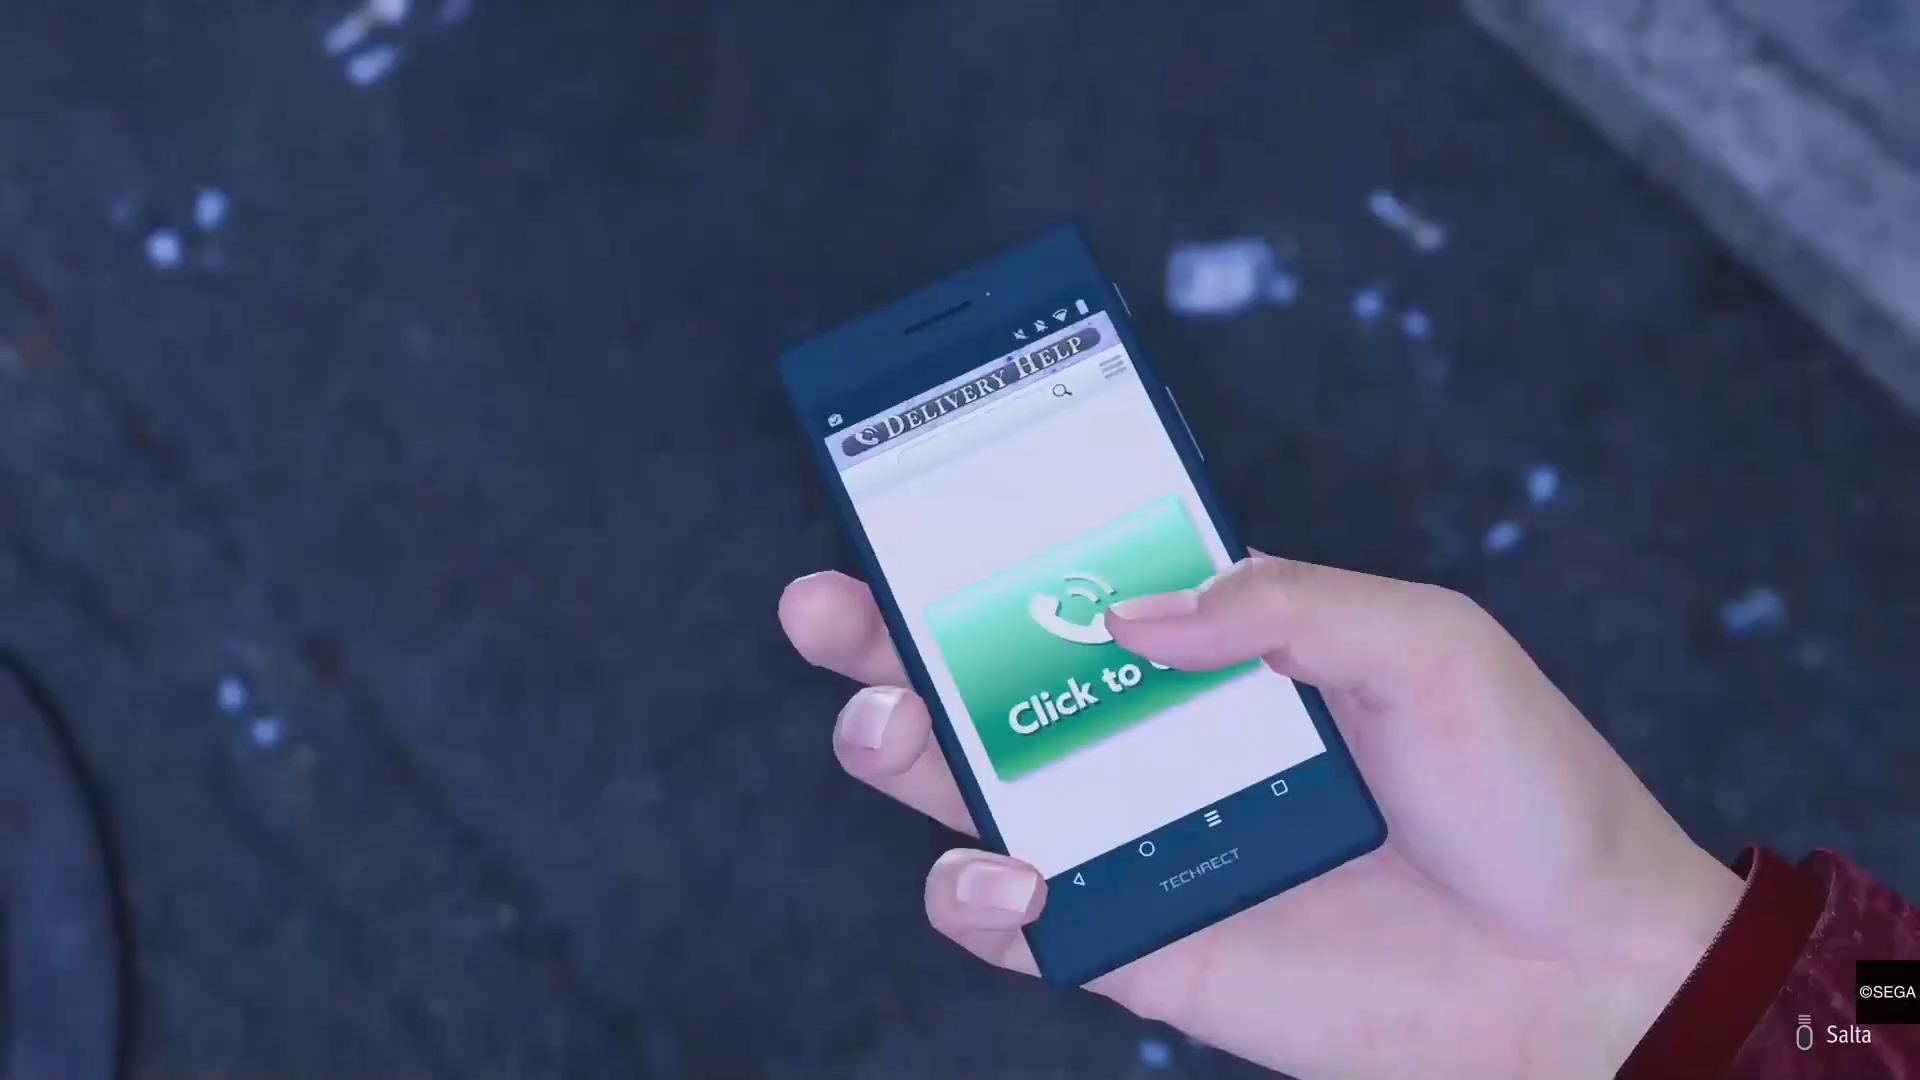 DELIVERY HELP
Click to
TECHRECT
©SEGA
Salta